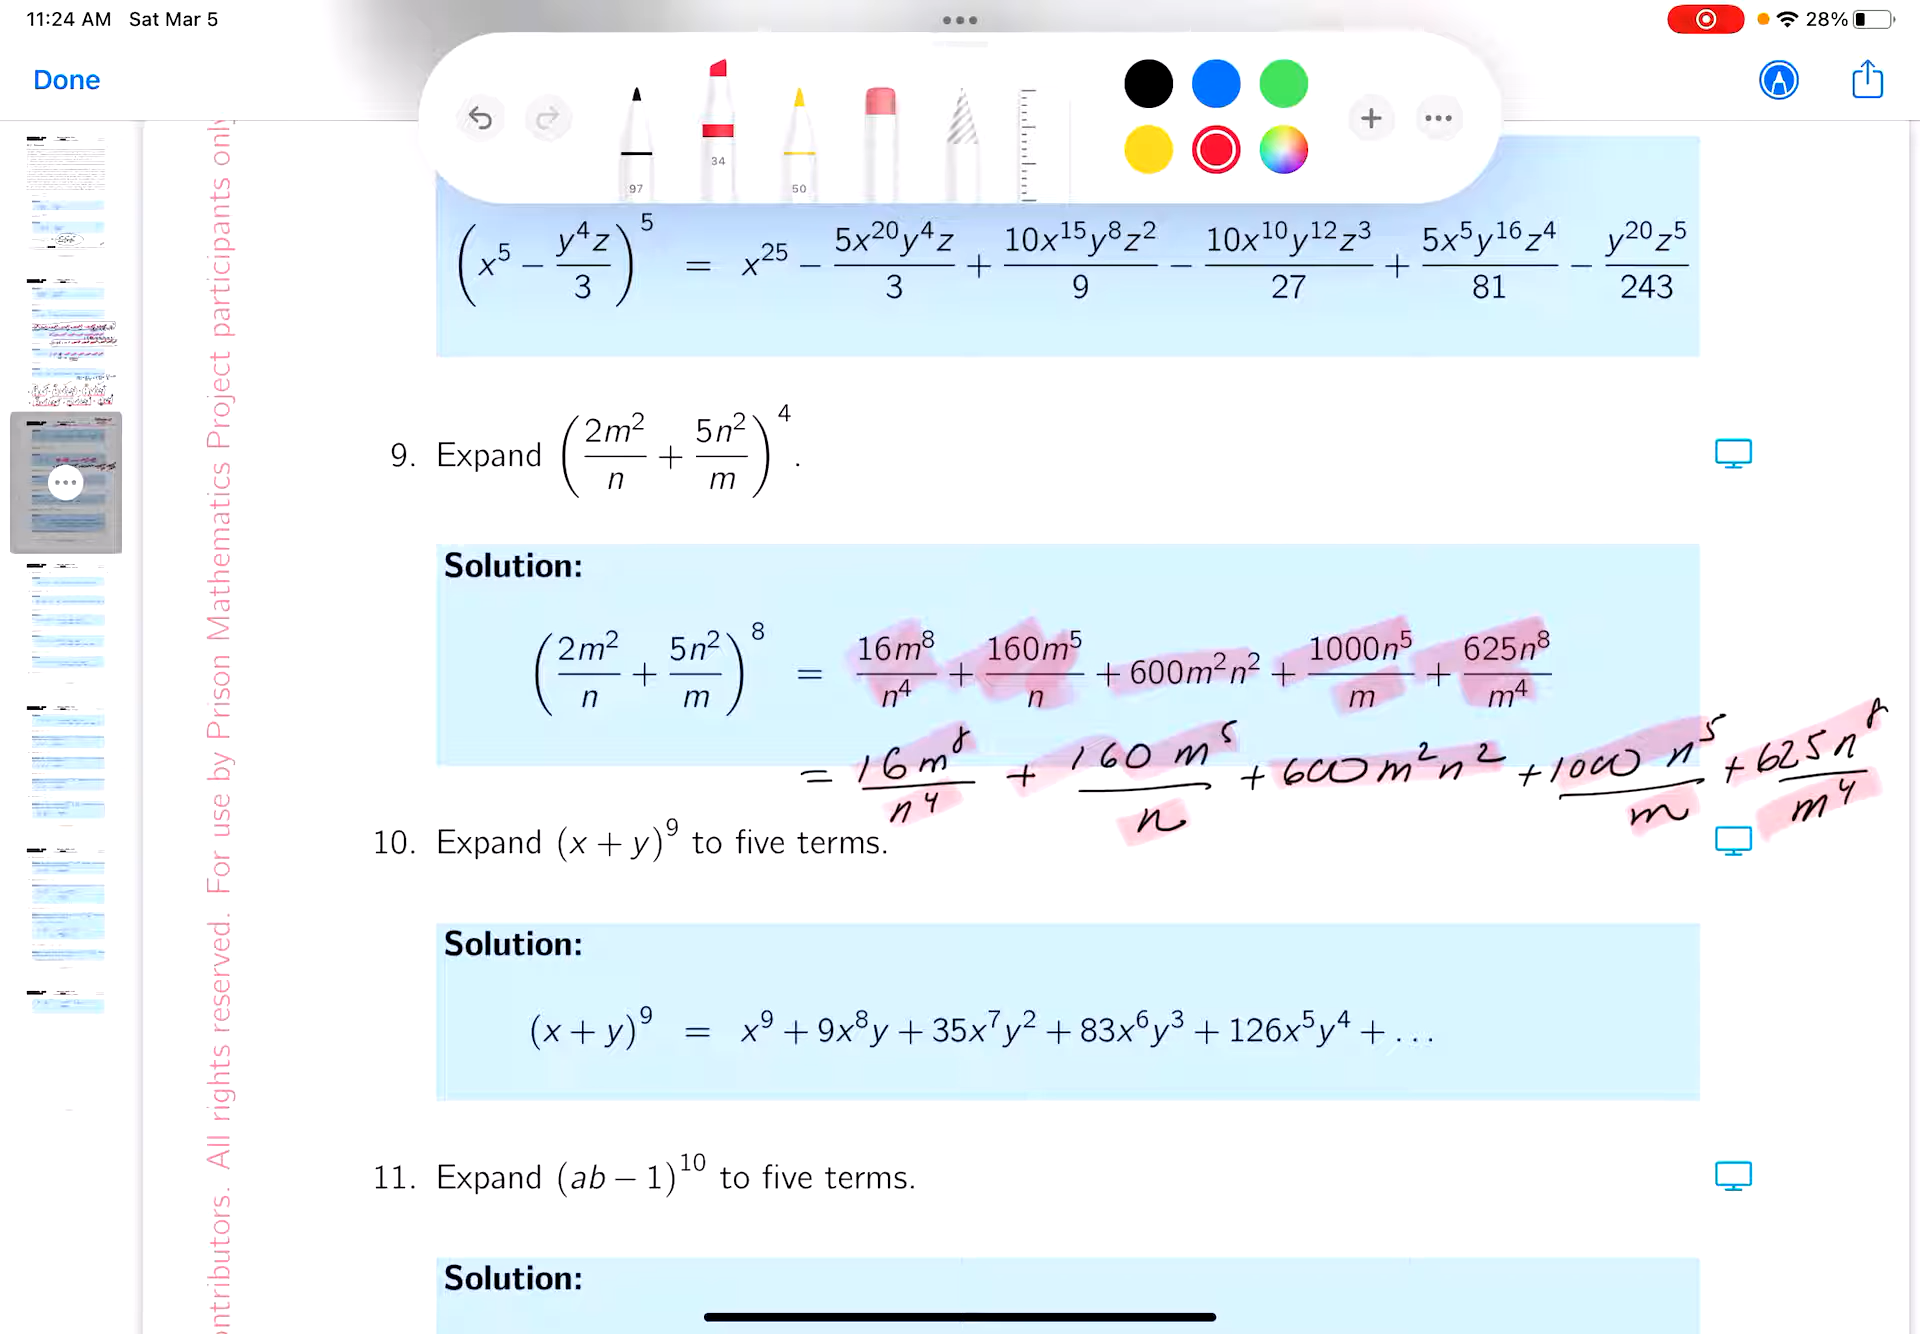 11:24 AM Sat Mar 5
28%
Done
97
34
50
(x^5 − y^4z/3)^5 = x^25 − 5x^20y^4z/3 + 10x^15y^8z^2/9 − 10x^10y^12z^3/27 + 5x^5y^16z^4/81 − y^20z^5/243
9. Expand (2m^2/n + 5n^2/m)^4.
Solution:
(2m^2/n + 5n^2/m)^8 = 16m^8/n^4 + 160m^5/n + 600m^2n^2 + 1000n^5/m + 625n^8/m^4
= 16m^8/n^4 + 160m^5/n + 600m^2n^2 + 1000n^5/m + 625n^8/m^4
10. Expand (x + y)^9 to five terms.
Solution:
(x + y)^9 = x^9 + 9x^8y + 35x^7y^2 + 83x^6y^3 + 126x^5y^4 + ...
11. Expand (ab − 1)^10 to five terms.
Solution:
ntributors. All rights reserved. For use by Prison Mathematics Project participants only